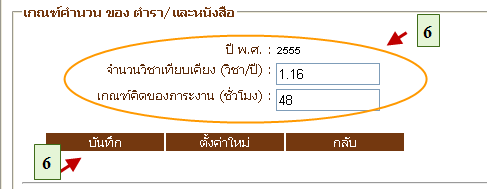 เกณฑ์คำนวน ของ ตำรา/และหนังสือ
6
ปี พ.ศ. : 2555
จำนวนวิชาเทียบเคียง (วิชา/ปี) : 1.16
เกณฑ์คิดของภาระงาน (ชั่วโมง) : 48
บันทึก ตั้งค่าใหม่ กลับ
6